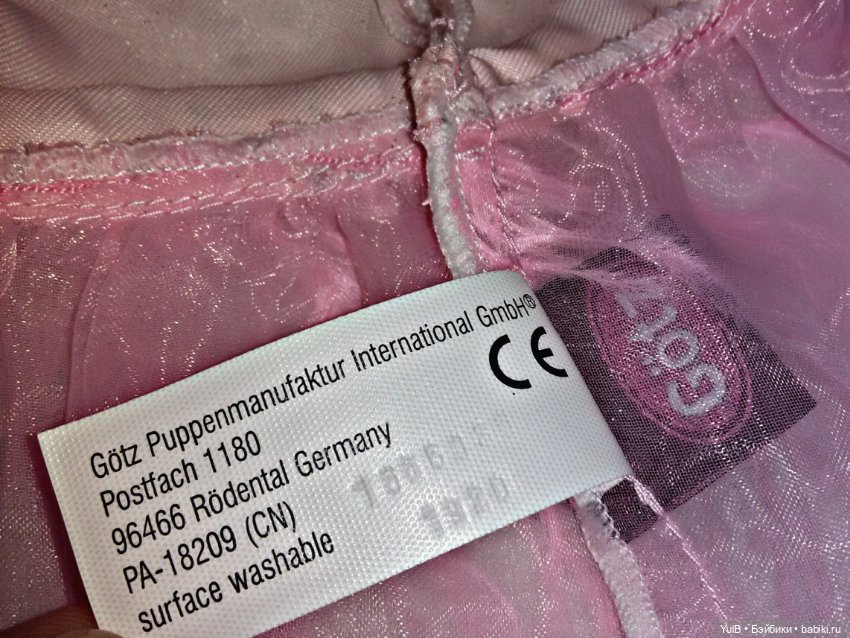 Götz Puppenmanufaktur International GmbH®
CE
Postfach 1180
96466 Rödental Germany
PA-18209 (CN)
surface washable
Götz
YulB • Бэйбики • babiki.ru